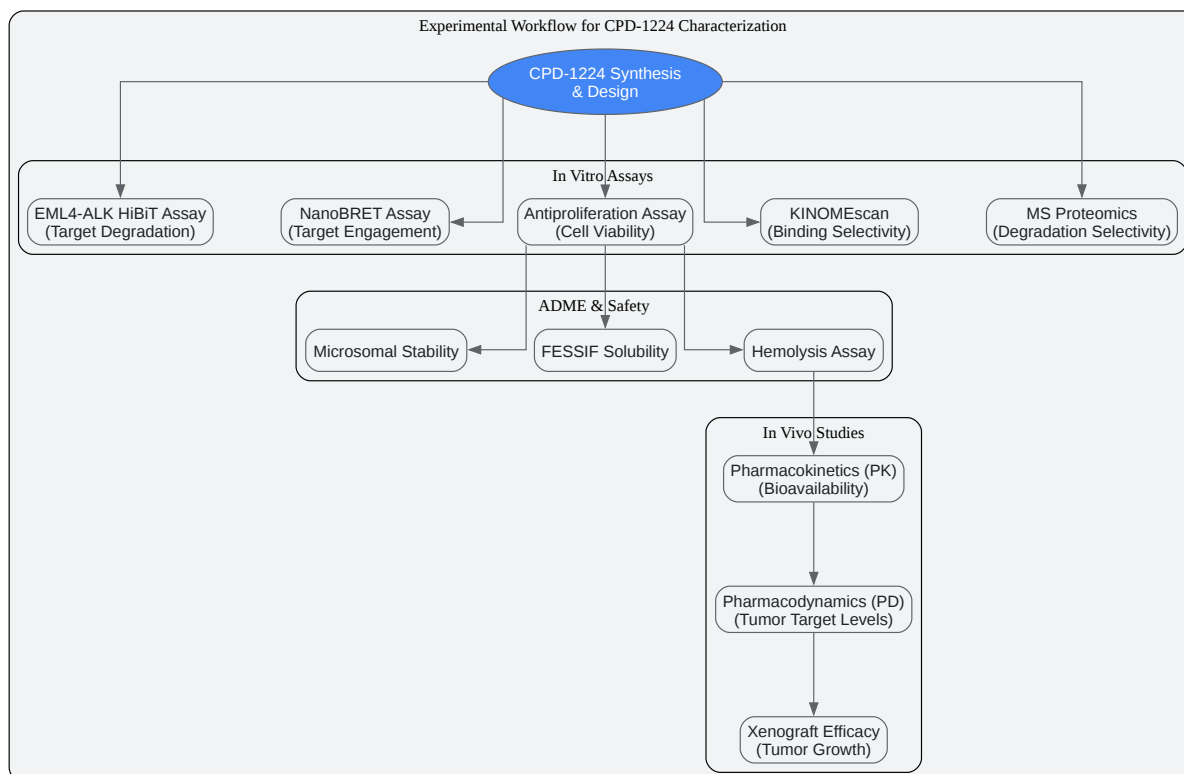 Experimental Workflow for CPD-1224 Characterization
CPD-1224 Synthesis
& Design
In Vitro Assays
EML4-ALK HiBiT Assay
(Target Degradation)
NanoBRET Assay
(Target Engagement)
Antiproliferation Assay
(Cell Viability)
KINOMEscan
(Binding Selectivity)
MS Proteomics
(Degradation Selectivity)
ADME & Safety
Microsomal Stability
FESSIF Solubility
Hemolysis Assay
In Vivo Studies
Pharmacokinetics (PK)
(Bioavailability)
Pharmacodynamics (PD)
(Tumor Target Levels)
Xenograft Efficacy
(Tumor Growth)